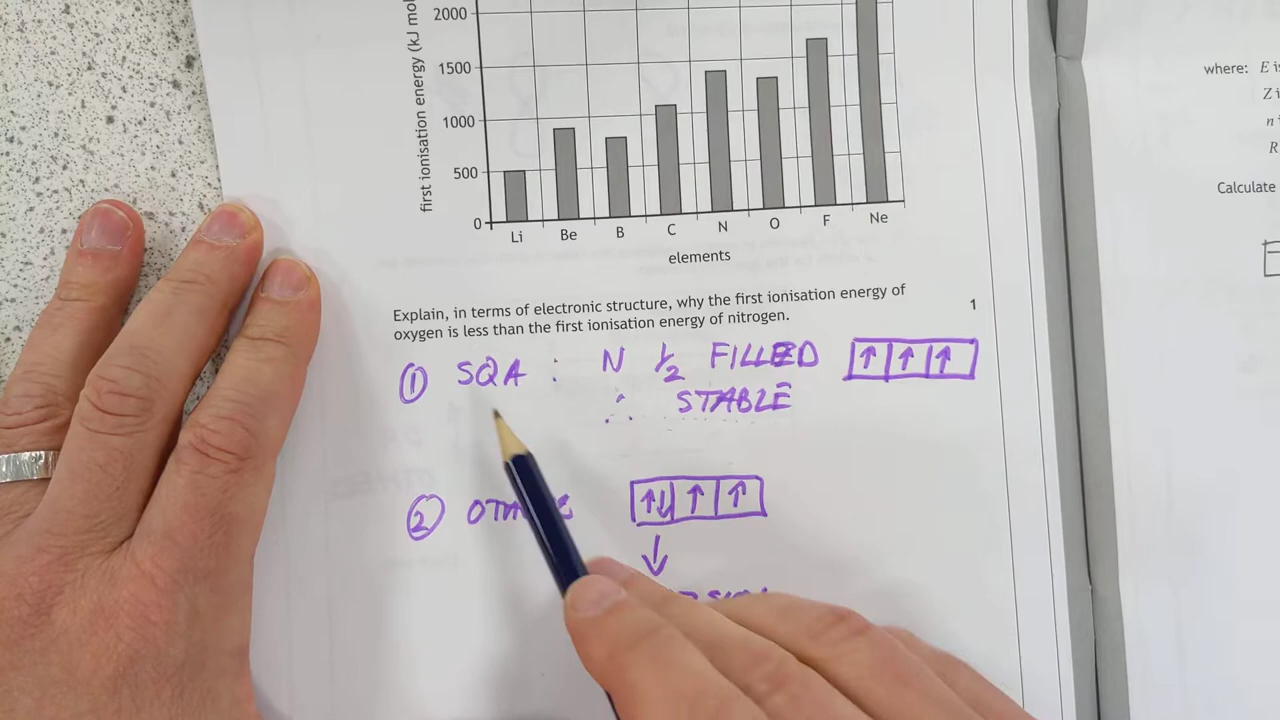 2000
first ionisation energy (kJ mol
1500
1000
500
0
Li Be B C N O F Ne
elements
Explain, in terms of electronic structure, why the first ionisation energy of
oxygen is less than the first ionisation energy of nitrogen.
1
① SQA : N ½ FILLED ↑ ↑ ↑
∴ STABLE
② ↑↓ ↑ ↑
↓
where: E is
Z i
n
R
Calculate